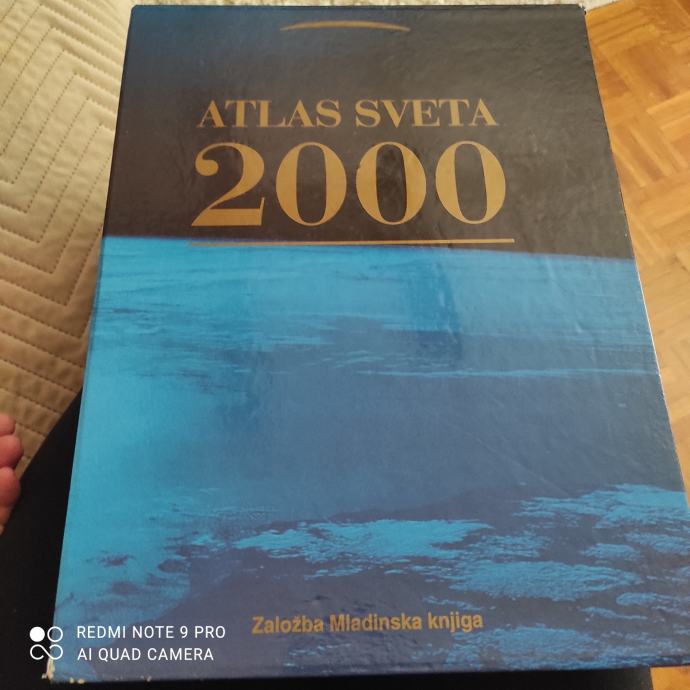 ATLAS SVETA
2000
Založba Mladinska knjiga
REDMI NOTE 9 PRO
AI QUAD CAMERA